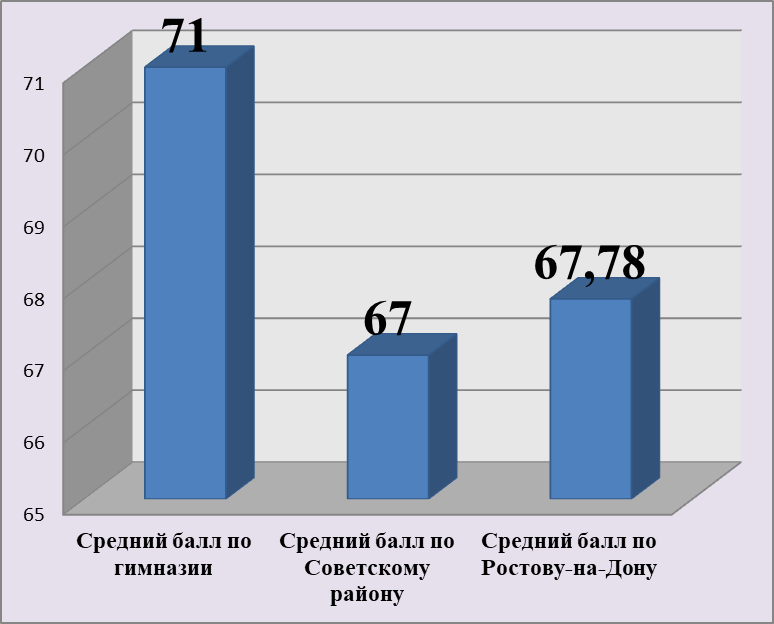 71
67
67,78
71
70
69
68
67
66
65
Средний балл по
гимназии
Средний балл по
Советскому
району
Средний балл по
Ростову-на-Дону